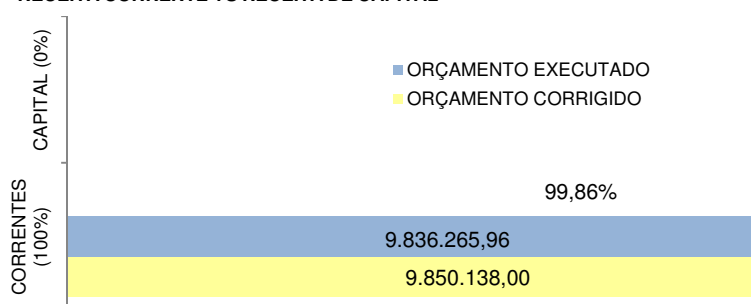 CAPITAL (0%)
ORÇAMENTO EXECUTADO
ORÇAMENTO CORRIGIDO
CORRENTES
(100%)
99,86%
9.836.265,96
9.850.138,00